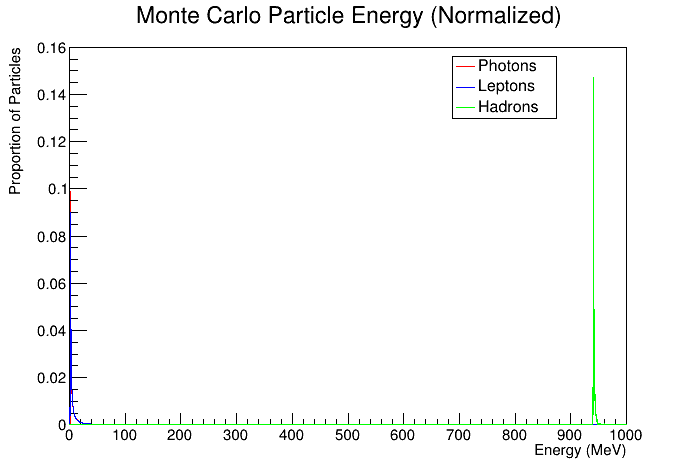 Monte Carlo Particle Energy (Normalized)
Proportion of Particles
0.16
0.14
0.12
0.1
0.08
0.06
0.04
0.02
0
Photons
Leptons
Hadrons
0 100 200 300 400 500 600 700 800 900 1000
Energy (MeV)